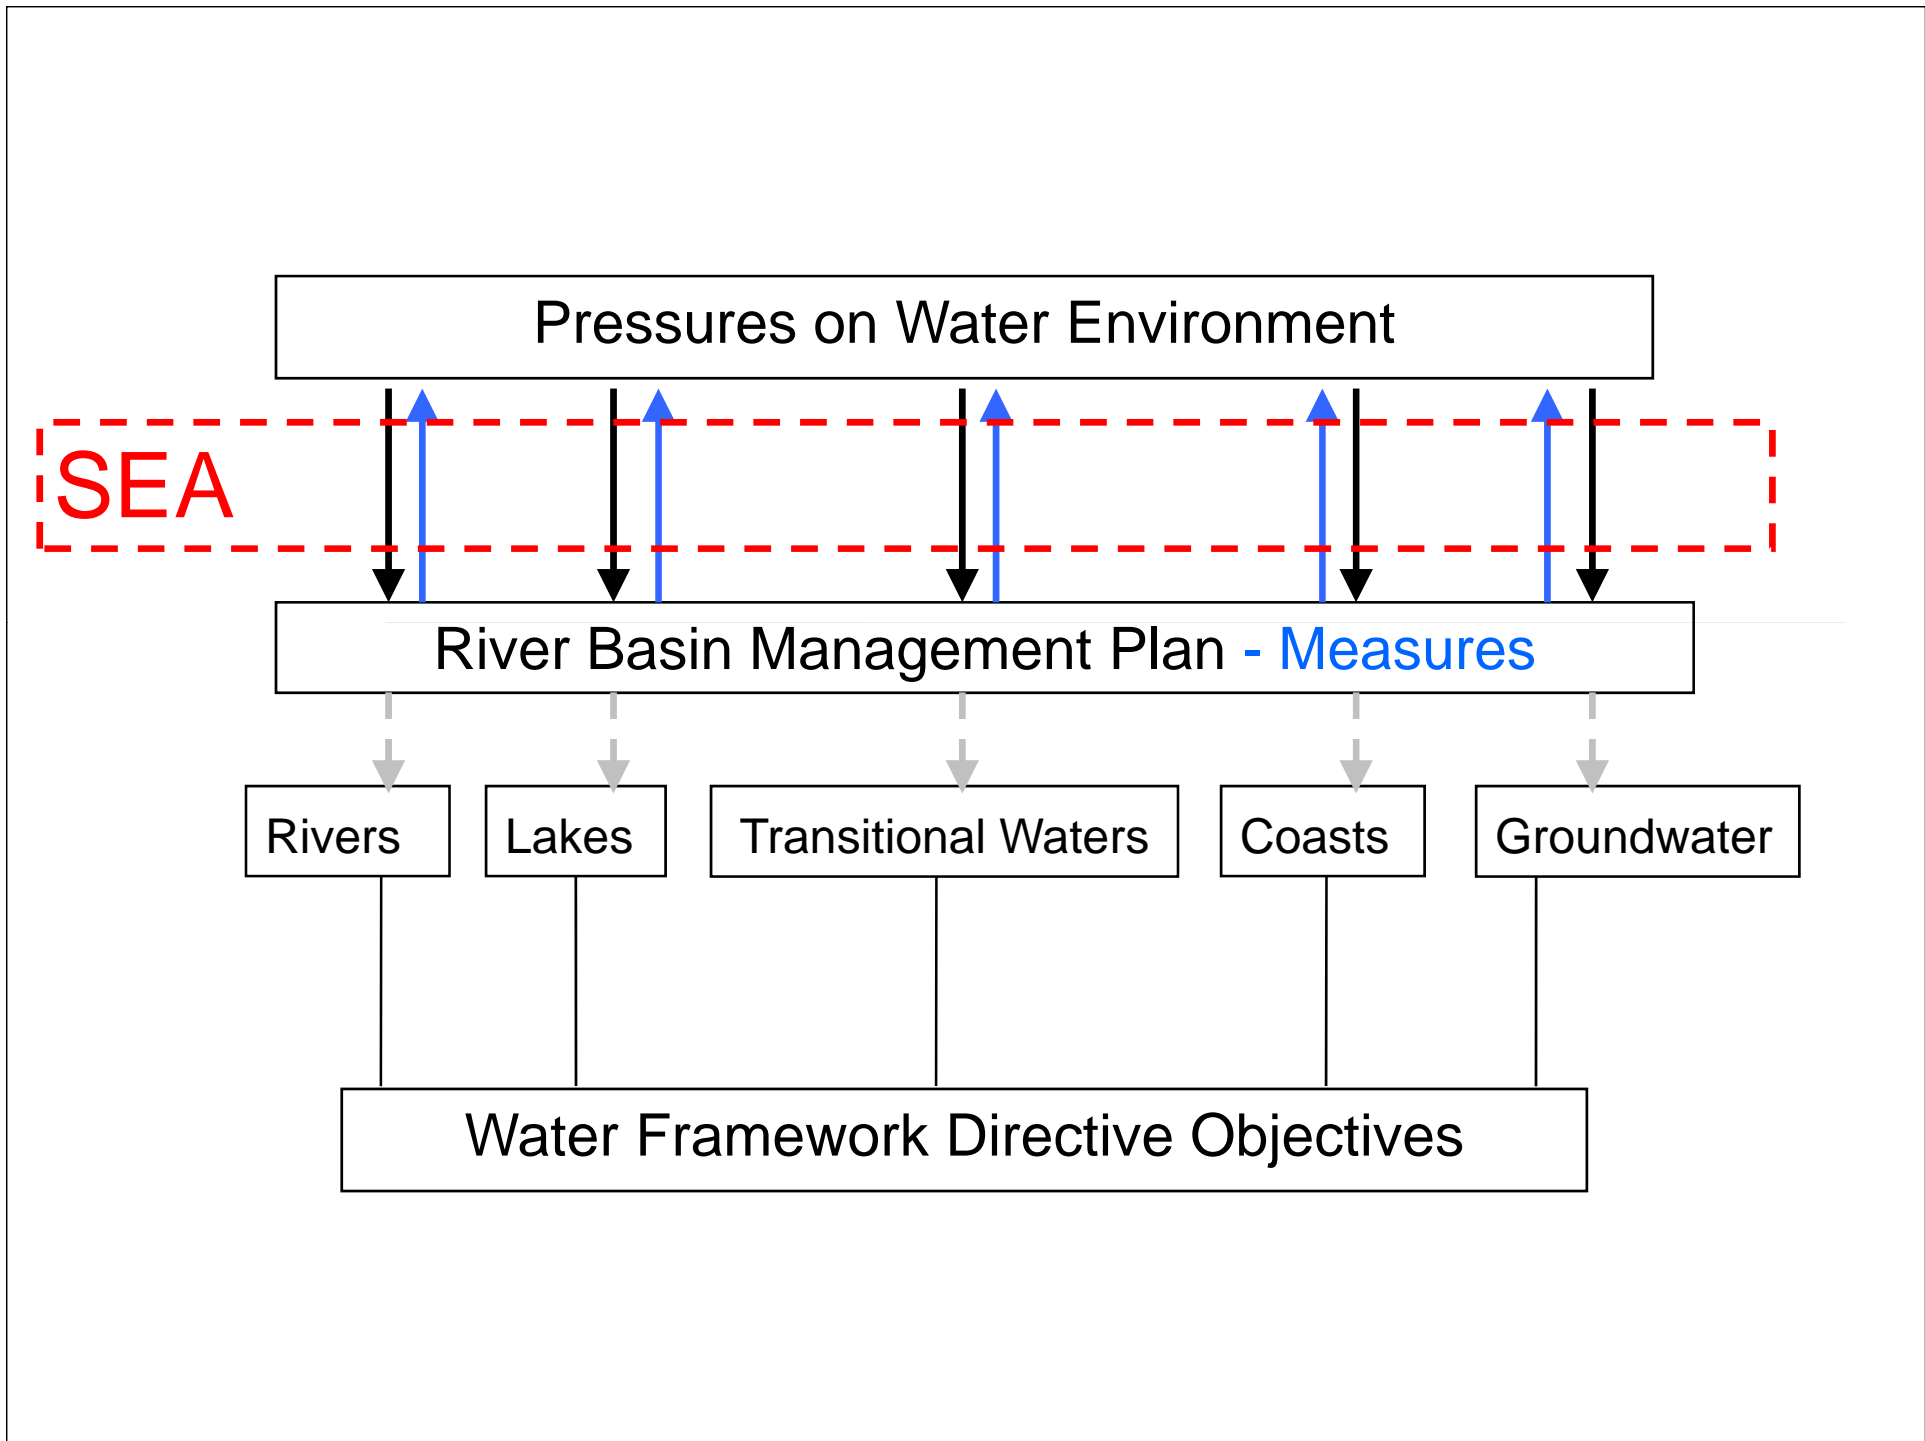 Pressures on Water Environment
SEA
River Basin Management Plan - Measures
Rivers
Lakes
Transitional Waters
Coasts
Groundwater
Water Framework Directive Objectives